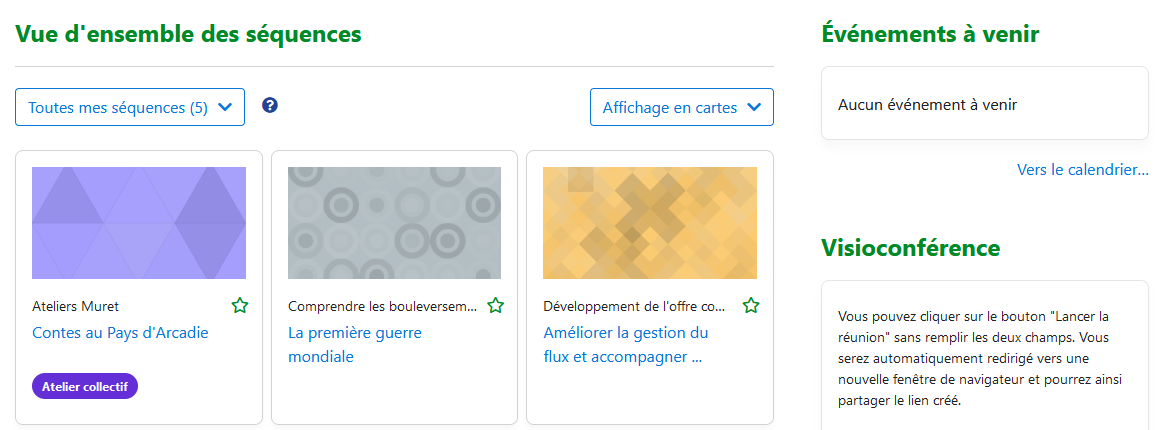 Vue d'ensemble des séquences
Toutes mes séquences (5)
?
Affichage en cartes
Ateliers Muret
Contes au Pays d'Arcadie
Atelier collectif
Comprendre les bouleversem...
La première guerre
mondiale
Développement de l'offre co...
Améliorer la gestion du
flux et accompagner ...
Événements à venir
Aucun événement à venir
Vers le calendrier...
Visioconférence
Vous pouvez cliquer sur le bouton "Lancer la
réunion" sans remplir les deux champs. Vous
serez automatiquement redirigé vers une
nouvelle fenêtre de navigateur et pourrez ainsi
partager le lien créé.